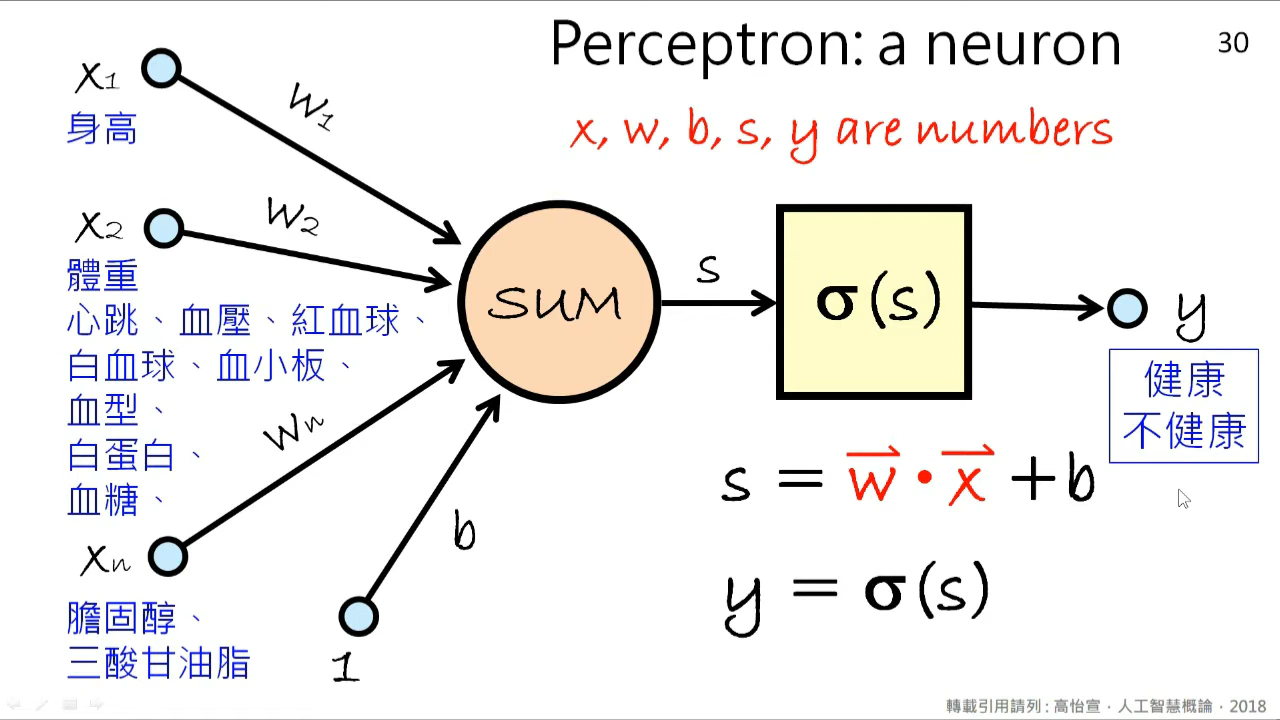 Perceptron: a neuron
30
x, w, b, s, y are numbers
x1
身高
w1
x2
w2
體重
心跳、血壓、紅血球、
白血球、血小板、
血型、
白蛋白、
血糖、
wn
xn
膽固醇、
三酸甘油脂
b
1
SUM
s
σ(s)
y
健康
不健康
s = w⃗ • x⃗ + b
y = σ(s)
轉載引用請列 : 高怡宣・人工智慧概論・2018